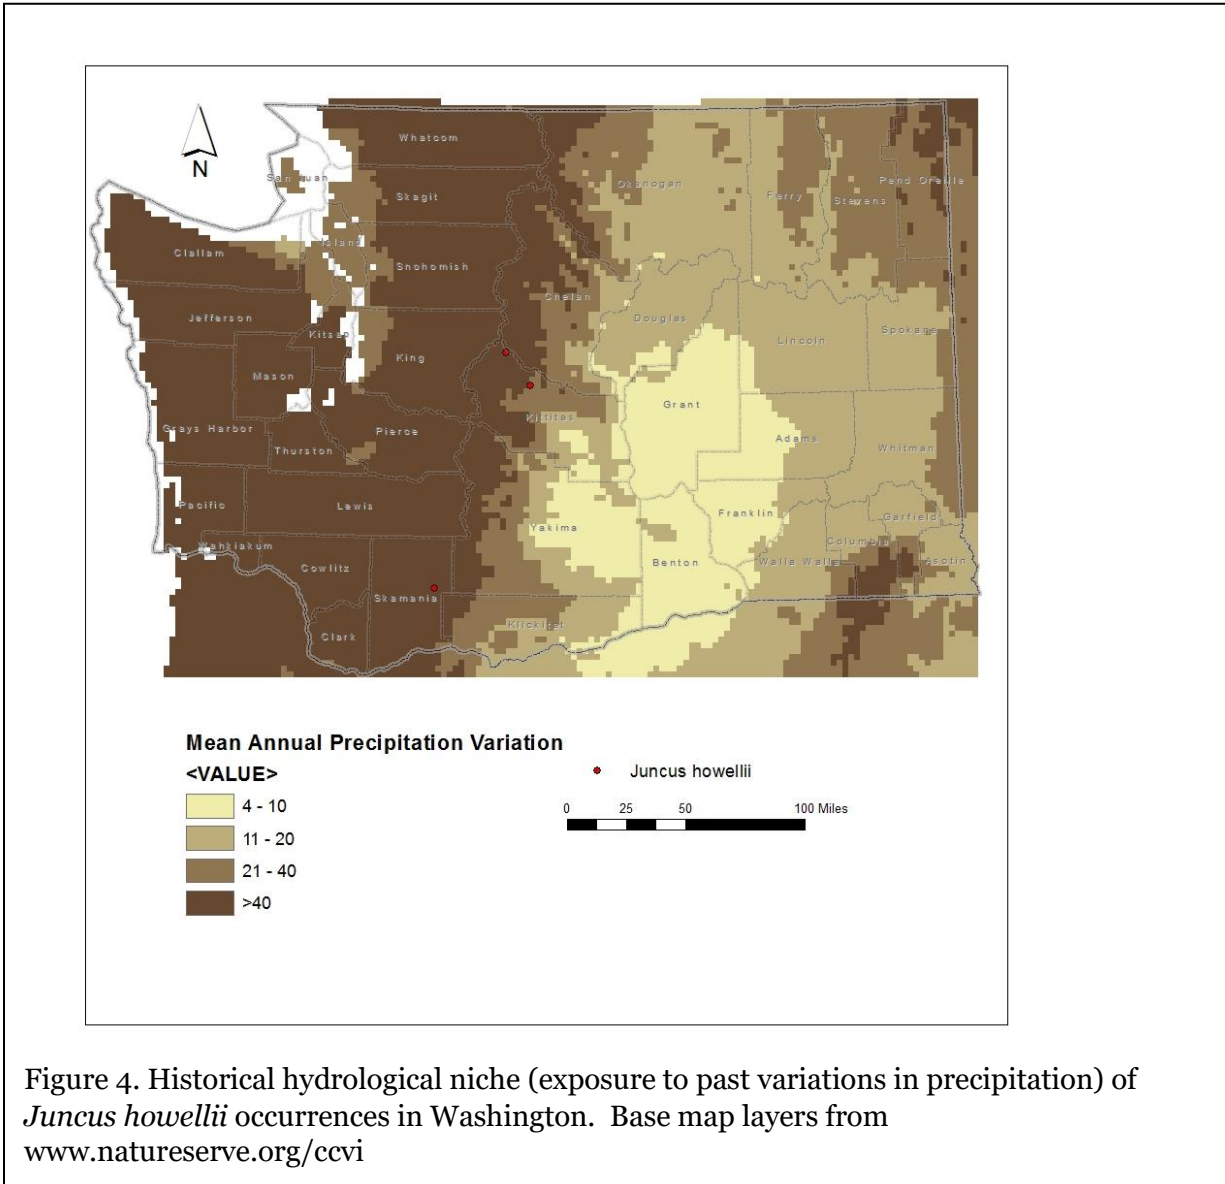 N
Whatcom
San Juan
Skagit
Okanogan
Ferry
Stevens
Pend Oreille
Island
Clallam
Snohomish
Chelan
Jefferson
Kitsap
Douglas
Lincoln
Spokane
King
Mason
Grant
Kittitas
Grays Harbor
Pierce
Thurston
Adams
Whitman
Pacific
Lewis
Yakima
Franklin
Garfield
Wahkiakum
Cowlitz
Benton
Walla Walla
Columbia
Asotin
Skamania
Klickitat
Clark
Mean Annual Precipitation Variation
<VALUE>
4 - 10
11 - 20
21 - 40
>40
Juncus howellii
0 25 50 100 Miles
Figure 4. Historical hydrological niche (exposure to past variations in precipitation) of
Juncus howellii occurrences in Washington. Base map layers from
www.natureserve.org/ccvi